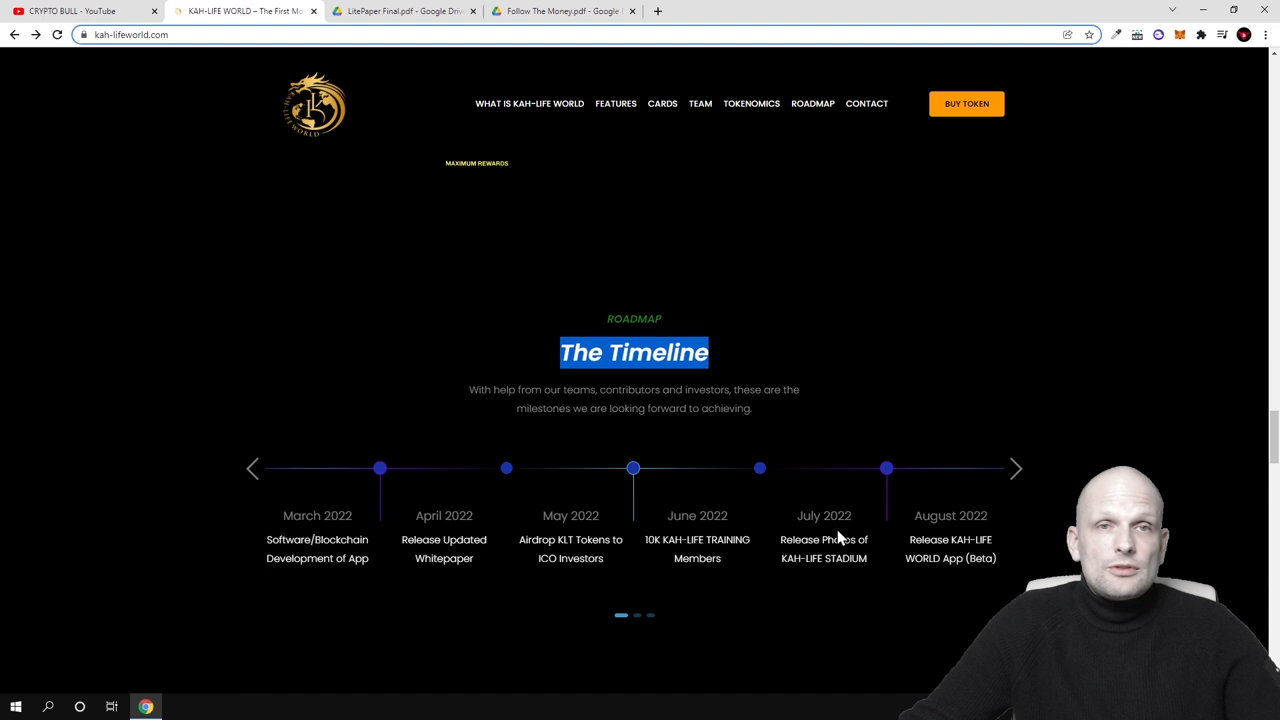 CRYPTO BULL - YouTube
KAH-LIFE WORLD – The First Mo
LitePaper Final.pdf - Google Driv
Follow The Money.pdf - Google D
kah-lifeworld.com
KAH-LIFE WORLD
WHAT IS KAH-LIFE WORLD
FEATURES
CARDS
TEAM
TOKENOMICS
ROADMAP
CONTACT
BUY TOKEN
MAXIMUM REWARDS
ROADMAP
The Timeline
With help from our teams, contributors and investors, these are the
milestones we are looking forward to achieving.
March 2022
Software/Blockchain
Development of App
April 2022
Release Updated
Whitepaper
May 2022
Airdrop KLT Tokens to
ICO Investors
June 2022
10K KAH-LIFE TRAINING
Members
July 2022
Release Photos of
KAH-LIFE STADIUM
August 2022
Release KAH-LIFE
WORLD App (Beta)